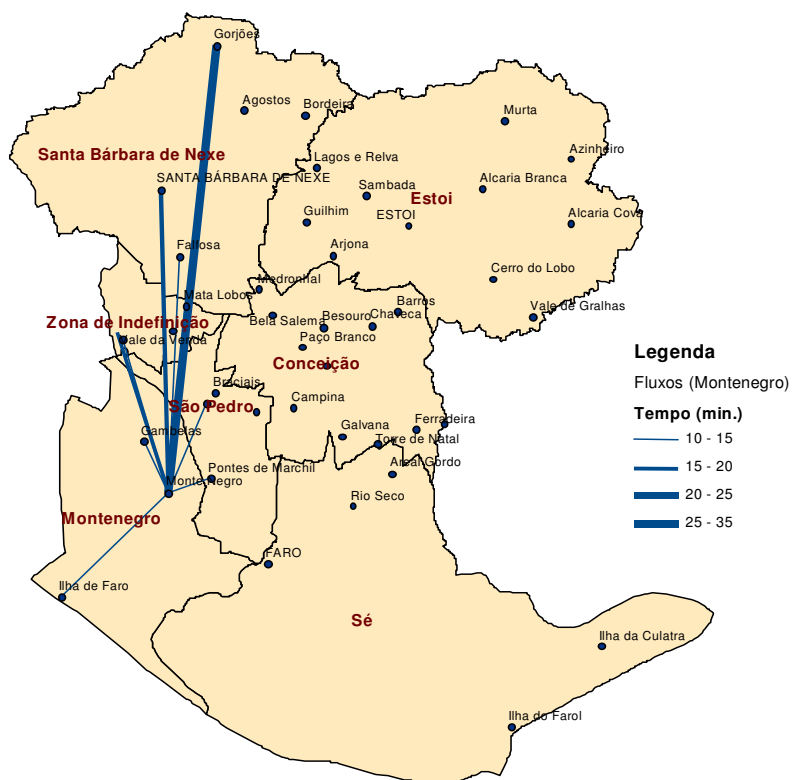 Gorjões
Agostos
Bordeira
Murta
Santa Bárbara de Nexe
Lagos e Relva
Azinheiro
SANTA BÁRBARA DE NEXE
Sambada
Estoi
Alcaria Branca
Guilhim
ESTOI
Alcaria Cova
Falfosa
Arjona
Cerro do Lobo
Medronhal
Mata Lobos
Barros
Vale de Gralhas
Zona de Indefinição
Bela Salema
Besouro
Chaveca
Vale da Venda
Paço Branco
Conceição
Braciais
São Pedro
Campina
Gambelas
Galvana
Ferradeira
Torre de Natal
Pontes de Marchil
Areal Gordo
Montenegro
Rio Seco
Montenegro
FARO
Ilha de Faro
Sé
Ilha da Culatra
Ilha do Farol
Legenda
Fluxos (Montenegro)
Tempo (min.)
10 - 15
15 - 20
20 - 25
25 - 35